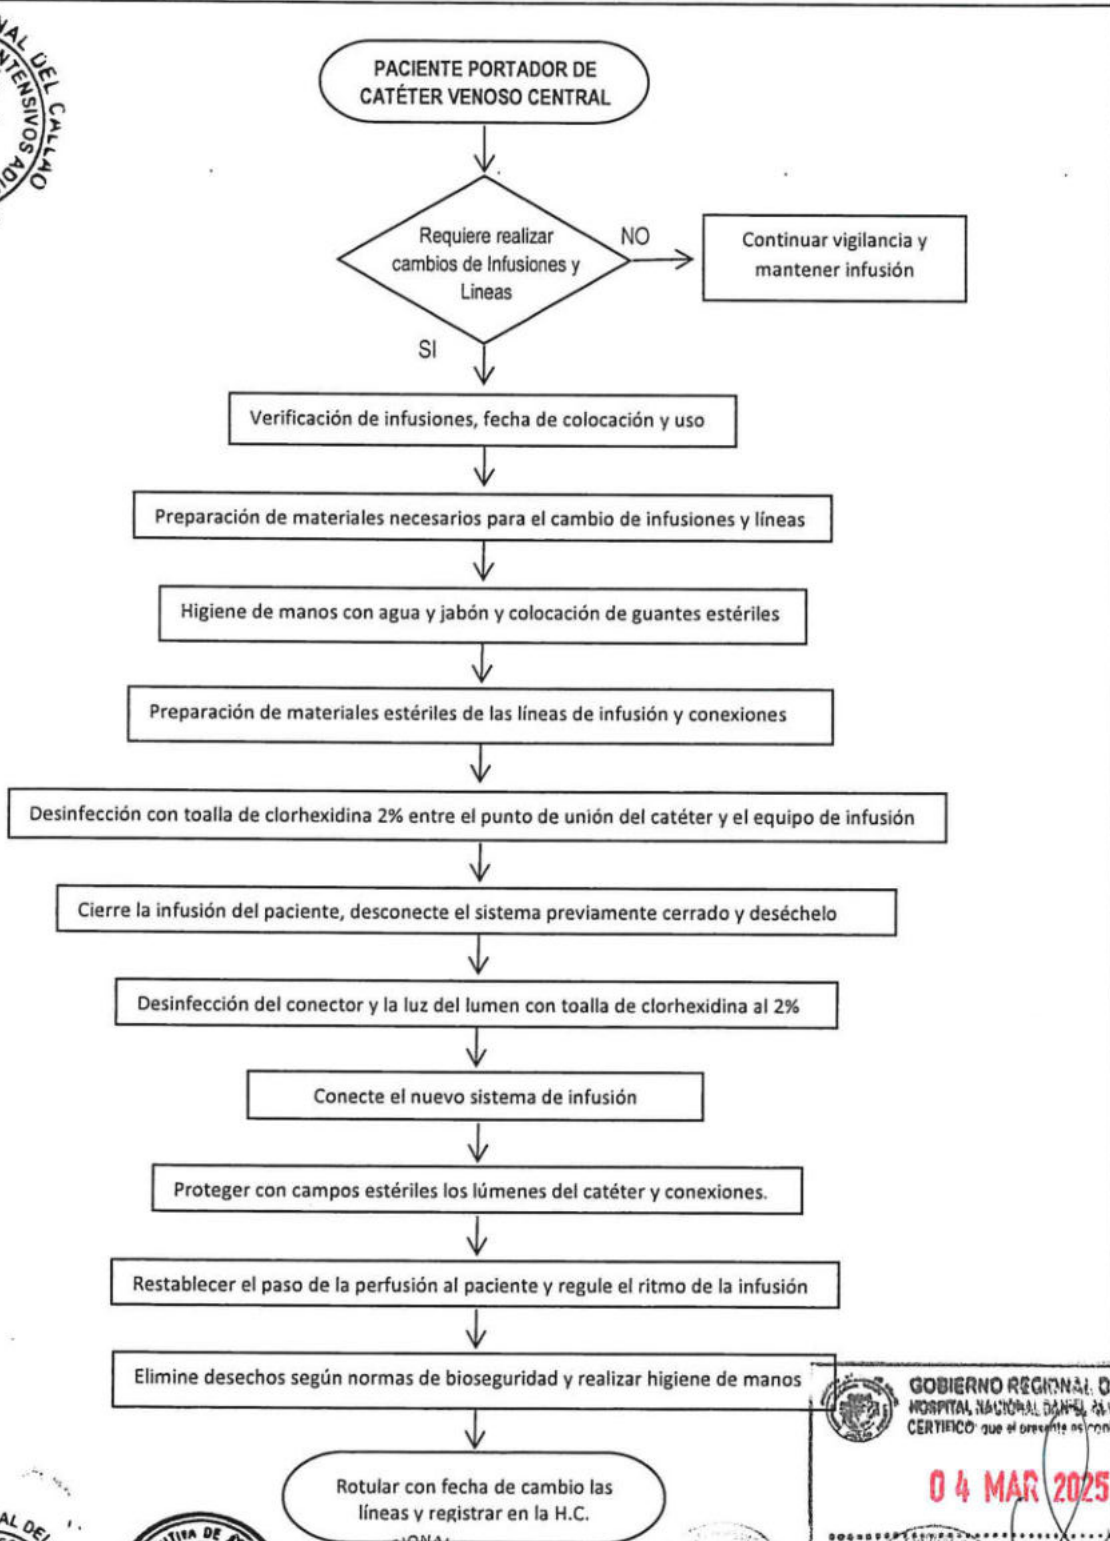 DEL CALLAO
PACIENTE PORTADOR DE
CATÉTER VENOSO CENTRAL
Requiere realizar
cambios de Infusiones y
Lineas
NO
Continuar vigilancia y
mantener infusión
SI
Verificación de infusiones, fecha de colocación y uso
Preparación de materiales necesarios para el cambio de infusiones y líneas
Higiene de manos con agua y jabón y colocación de guantes estériles
Preparación de materiales estériles de las líneas de infusión y conexiones
Desinfección con toalla de clorhexidina 2% entre el punto de unión del catéter y el equipo de infusión
Cierre la infusión del paciente, desconecte el sistema previamente cerrado y deséchelo
Desinfección del conector y la luz del lumen con toalla de clorhexidina al 2%
Conecte el nuevo sistema de infusión
Proteger con campos estériles los lúmenes del catéter y conexiones.
Restablecer el paso de la perfusión al paciente y regule el ritmo de la infusión
Elimine desechos según normas de bioseguridad y realizar higiene de manos
GOBIERNO REGIONAL
HOSPITAL NACIONAL
CERTIFICO que el presente es
04 MAR 2025
Rotular con fecha de cambio las
líneas y registrar en la H.C.